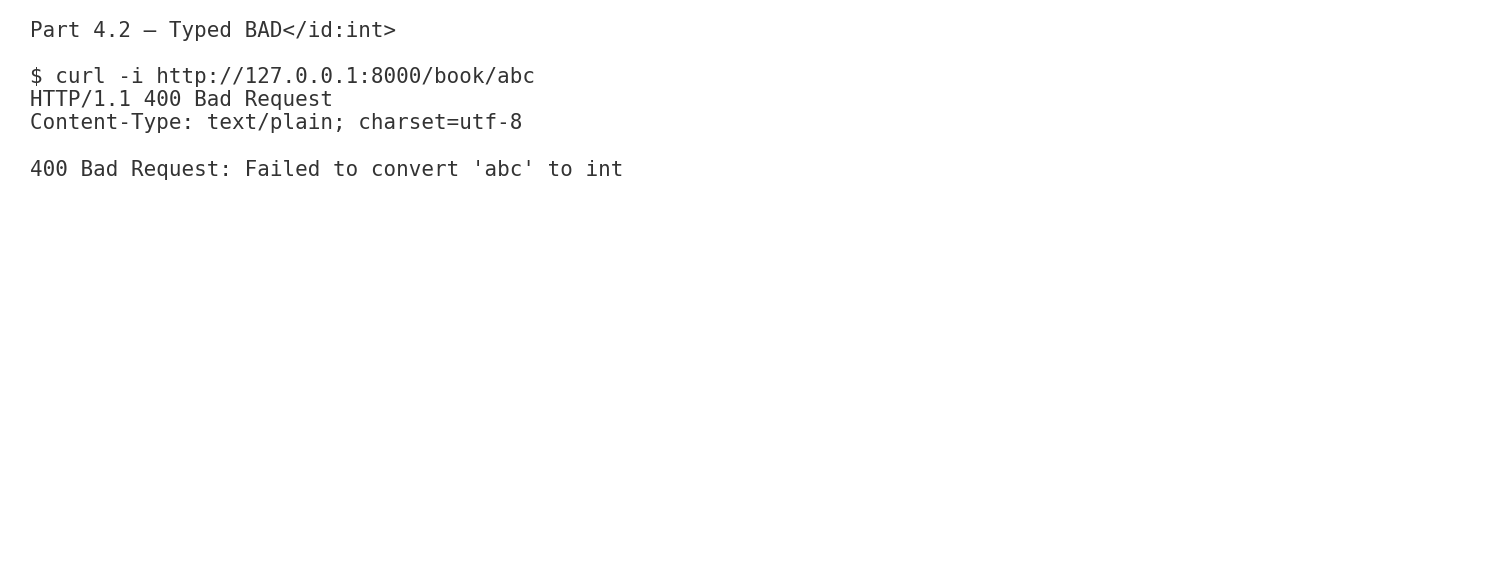 Part 4.2 – Typed BAD</id:int>
$ curl -i http://127.0.0.1:8000/book/abc
HTTP/1.1 400 Bad Request
Content-Type: text/plain; charset=utf-8
400 Bad Request: Failed to convert 'abc' to int